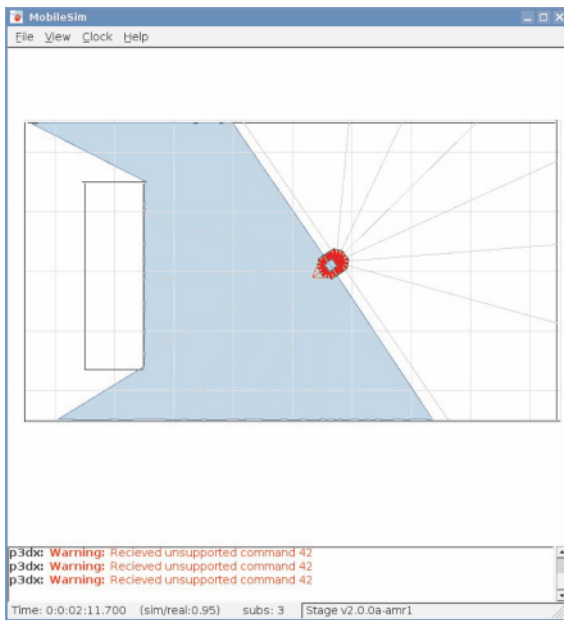 MobileSim
File View Clock Help
p3dx: Warning: Recieved unsupported command 42
p3dx: Warning: Recieved unsupported command 42
p3dx: Warning: Recieved unsupported command 42
Time: 0:0:02:11.700 (sim/real:0.95) subs: 3 Stage v2.0.0a-amr1